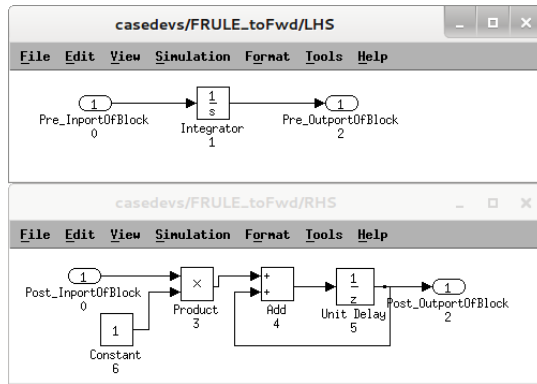 casedevs/FRULE_toFwd/LHS
File Edit View Simulation Format Tools Help
1
Pre_InportOfBlock
0
1
s
Integrator
1
1
Pre_OutportOfBlock
2
casedevs/FRULE_toFwd/RHS
File Edit View Simulation Format Tools Help
1
Post_InportOfBlock
0
×
Product
3
+
+
Add
4
1
z
Unit Delay
5
1
Post_OutportOfBlock
2
1
Constant
6